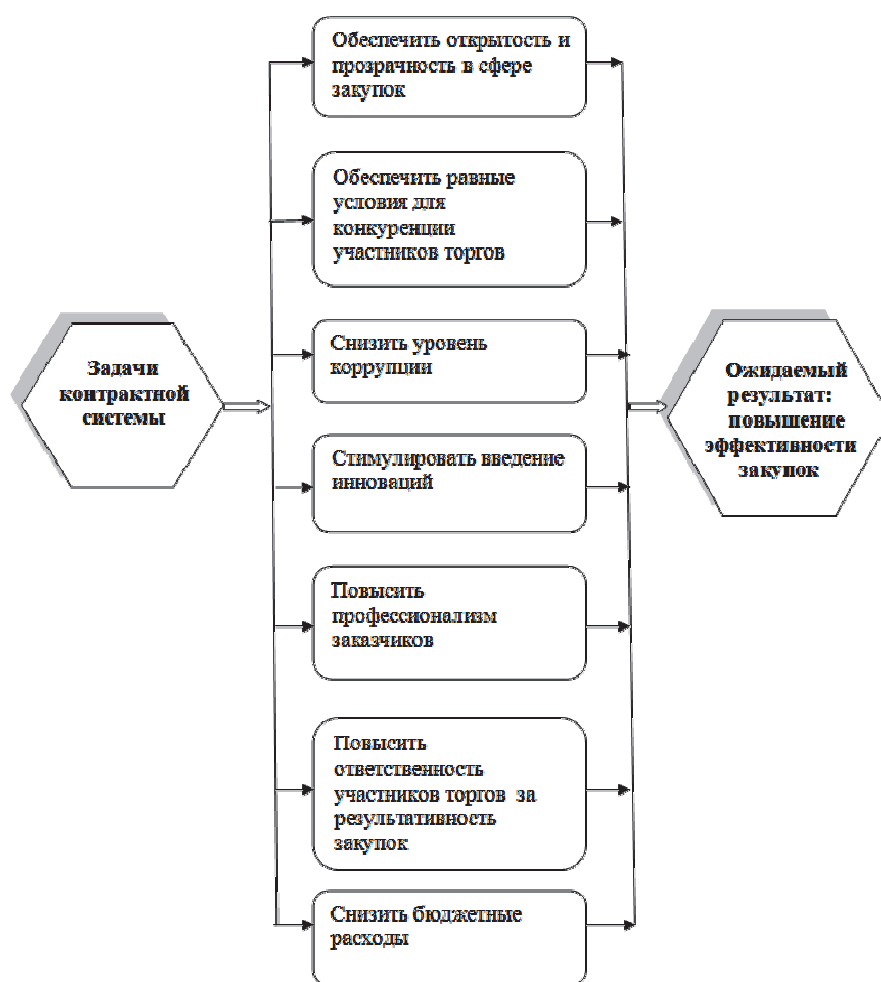 Задачи
контрактной
системы
Обеспечить открытость и
прозрачность в сфере
закупок
Обеспечить равные
условия для
конкуренции
участников торгов
Снизить уровень
коррупции
Стимулировать введение
инноваций
Повысить
профессионализм
заказчиков
Повысить
ответственность
участников торгов за
результативность
закупок
Снизить бюджетные
расходы
Ожидаемый
результат:
повышение
эффективности
закупок